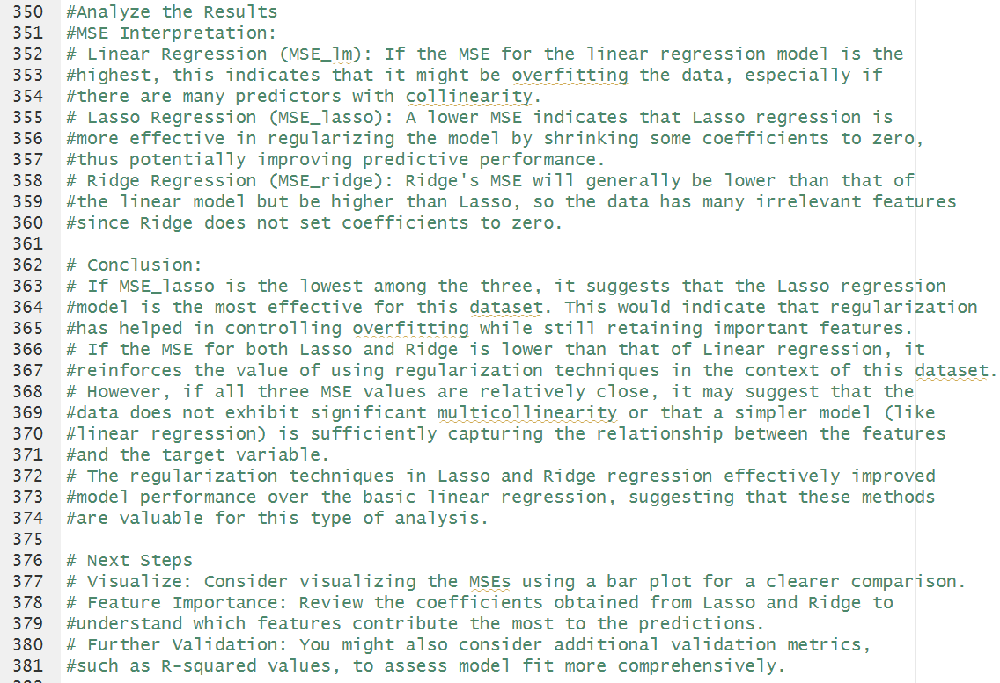 350 #Analyze the Results
351 #MSE Interpretation:
352 # Linear Regression (MSE_lm): If the MSE for the linear regression model is the
353 #highest, this indicates that it might be overfitting the data, especially if
354 #there are many predictors with collinearity.
355 # Lasso Regression (MSE_lasso): A lower MSE indicates that Lasso regression is
356 #more effective in regularizing the model by shrinking some coefficients to zero,
357 #thus potentially improving predictive performance.
358 # Ridge Regression (MSE_ridge): Ridge's MSE will generally be lower than that of
359 #the linear model but be higher than Lasso, so the data has many irrelevant features
360 #since Ridge does not set coefficients to zero.
361
362 # Conclusion:
363 # If MSE_lasso is the lowest among the three, it suggests that the Lasso regression
364 #model is the most effective for this dataset. This would indicate that regularization
365 #has helped in controlling overfitting while still retaining important features.
366 # If the MSE for both Lasso and Ridge is lower than that of Linear regression, it
367 #reinforces the value of using regularization techniques in the context of this dataset.
368 # However, if all three MSE values are relatively close, it may suggest that the
369 #data does not exhibit significant multicollinearity or that a simpler model (like
370 #linear regression) is sufficiently capturing the relationship between the features
371 #and the target variable.
372 # The regularization techniques in Lasso and Ridge regression effectively improved
373 #model performance over the basic linear regression, suggesting that these methods
374 #are valuable for this type of analysis.
375
376 # Next Steps
377 # Visualize: Consider visualizing the MSEs using a bar plot for a clearer comparison.
378 # Feature Importance: Review the coefficients obtained from Lasso and Ridge to
379 #understand which features contribute the most to the predictions.
380 # Further Validation: You might also consider additional validation metrics,
381 #such as R-squared values, to assess model fit more comprehensively.